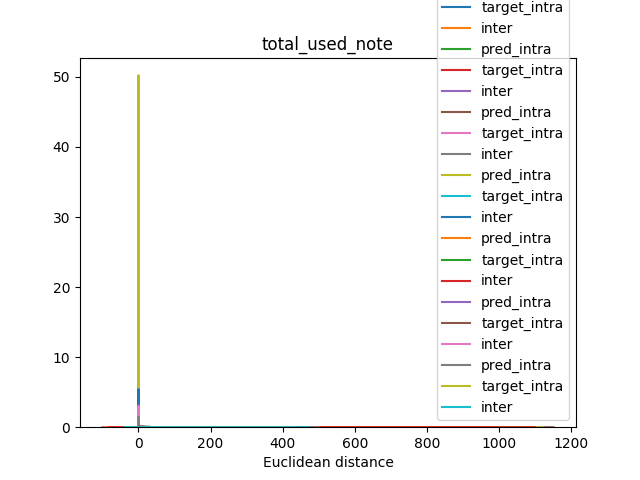 target_intra
total_used_note
inter
pred_intra
target_intra
inter
pred_intra
target_intra
inter
pred_intra
target_intra
inter
pred_intra
target_intra
inter
pred_intra
target_intra
inter
pred_intra
target_intra
inter
50
40
30
20
10
0
0 200 400 600 800 1000 1200
Euclidean distance